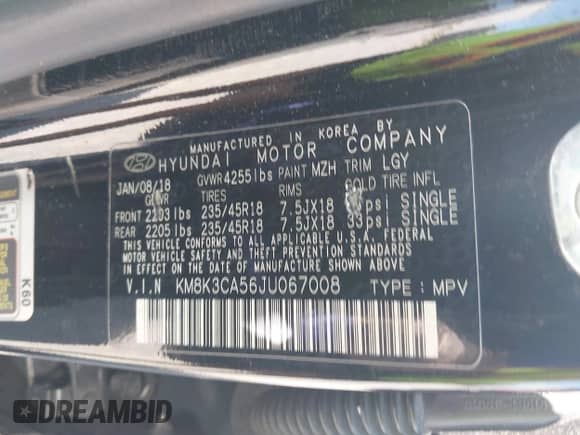 MANUFACTURED IN KOREA BY
HYUNDAI MOTOR COMPANY
JAN/08/18 GVWR 4255lbs PAINT MZH TRIM LGY
GAWR TIRES RIMS COLD TIRE INFL
FRONT 2203lbs 235/45R18 7.5JX18 psi SINGLE
REAR 2205lbs 235/45R18 7.5JX18 33psi SINGLE
THIS VEHICLE CONFORMS TO ALL APPLICABLE U.S.A. FEDERAL
MOTOR VEHICLE SAFETY AND THEFT PREVENTION STANDARDS
IN EFFECT ON THE DATE OF MANUFACTURE SHOWN ABOVE.
V.I.N KM8K3CA56JU067008 TYPE : MPV
K60
DREAMBID